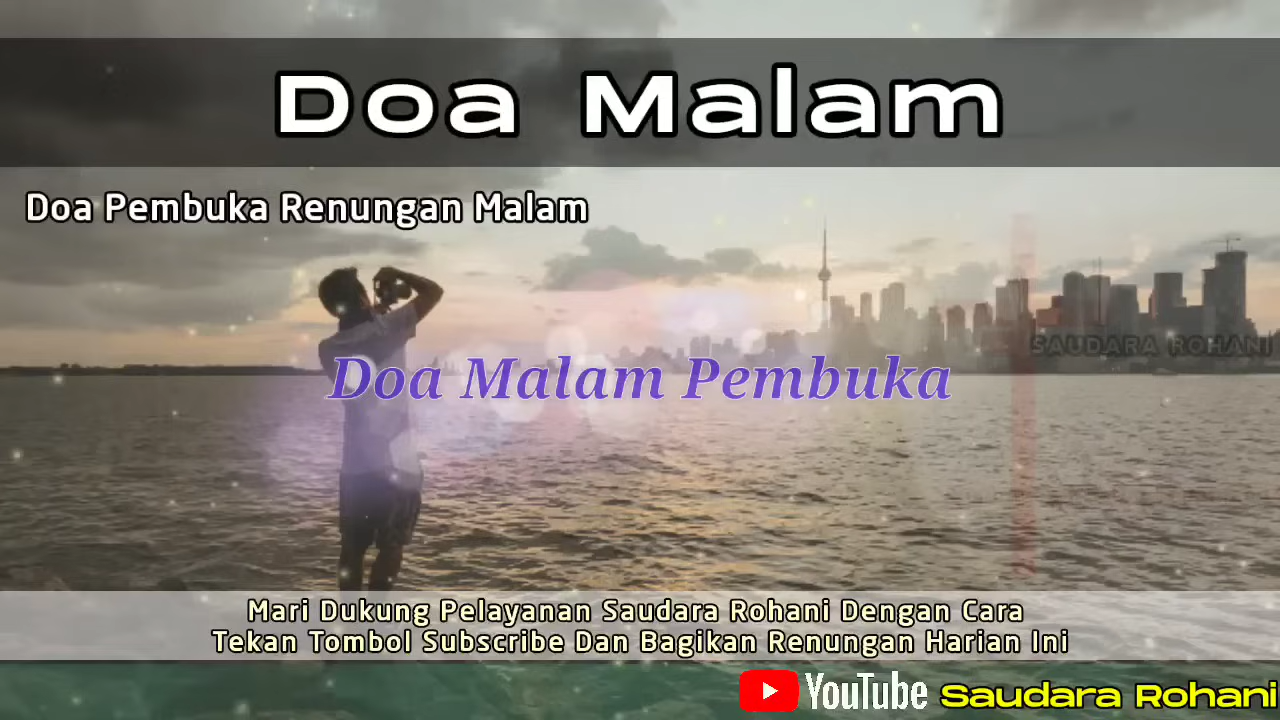 Doa Malam
Doa Pembuka Renungan Malam
SAUDARA ROHANI
Doa Malam Pembuka
Mari Dukung Pelayanan Saudara Rohani Dengan Cara
Tekan Tombol Subscribe Dan Bagikan Renungan Harian Ini
YouTube Saudara Rohani